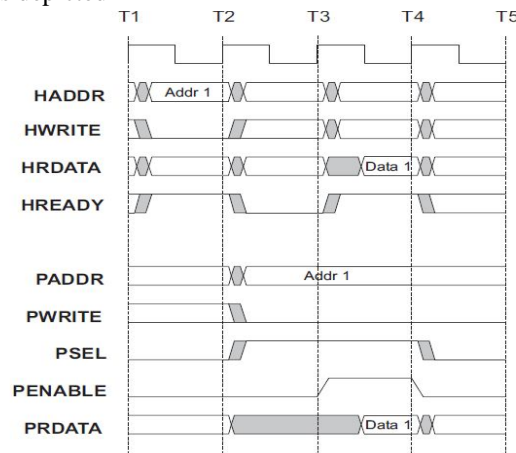 T1 T2 T3 T4 T5
HADDR Addr 1
HWRITE
HRDATA Data 1
HREADY
PADDR Addr 1
PWRITE
PSEL
PENABLE
PRDATA Data 1